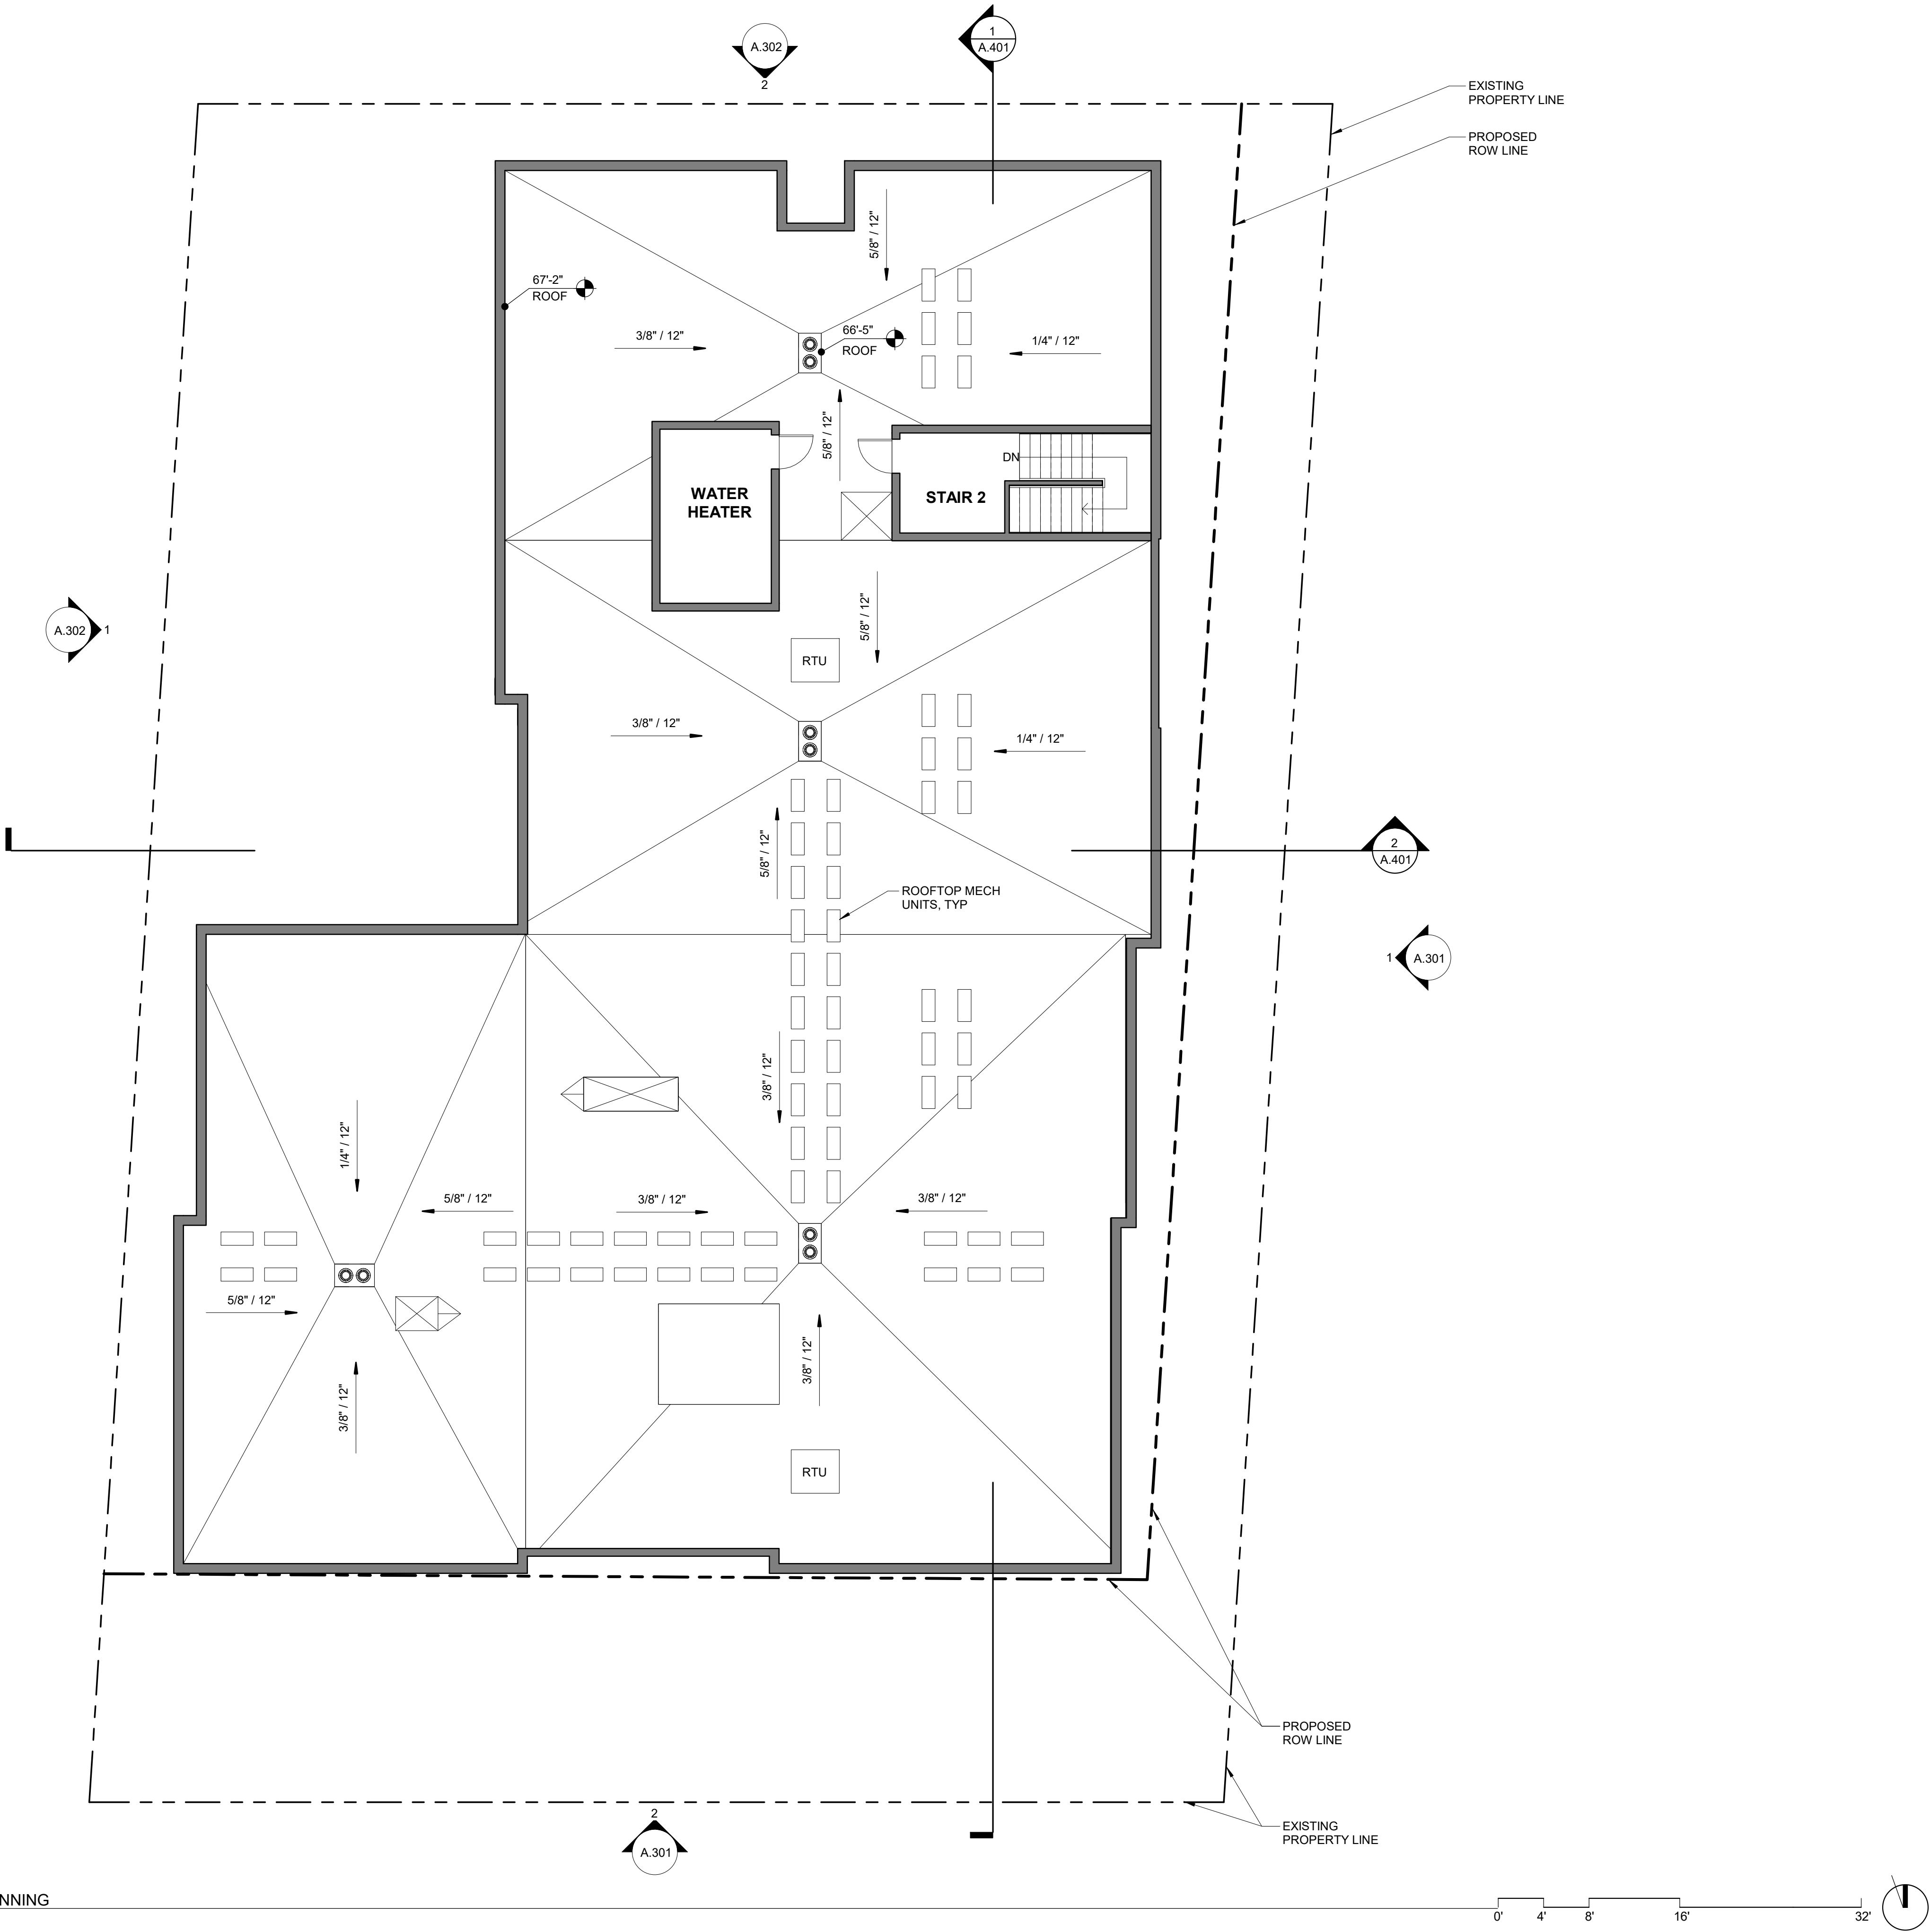 A.302
2
1
A.401
EXISTING
PROPERTY LINE
PROPOSED
ROW LINE
5/8" / 12"
67'-2"
ROOF
3/8" / 12"
66'-5"
ROOF
1/4" / 12"
5/8" / 12"
DN
WATER
HEATER
STAIR 2
5/8" / 12"
A.302
1
RTU
3/8" / 12"
1/4" / 12"
5/8" / 12"
2
A.401
ROOFTOP MECH
UNITS, TYP
1
A.301
3/8" / 12"
1/4" / 12"
5/8" / 12"
3/8" / 12"
3/8" / 12"
5/8" / 12"
3/8" / 12"
3/8" / 12"
RTU
PROPOSED
ROW LINE
2
A.301
EXISTING
PROPERTY LINE
NNING
0'
4'
8'
16'
32'